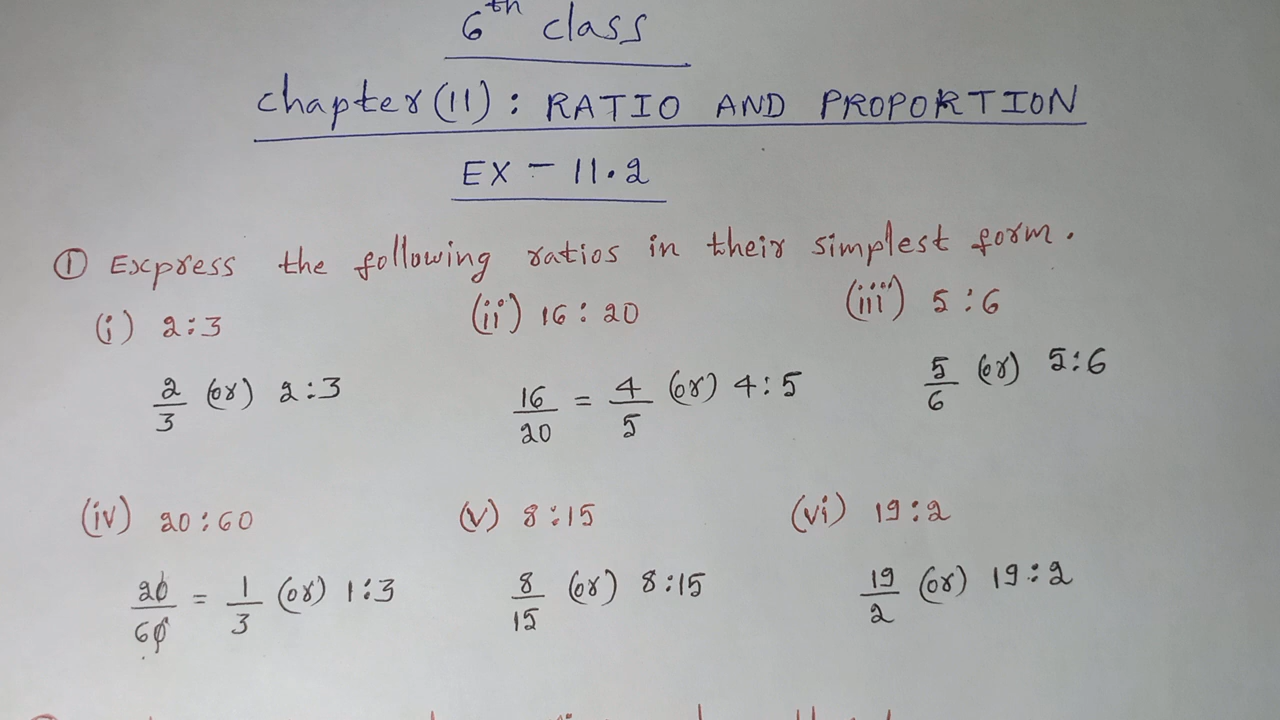 6th class
chapter (11) : RATIO AND PROPORTION
EX - 11.2
① Express the following ratios in their simplest form.
(i) 2:3 (ii) 16:20 (iii) 5:6
2/3 (or) 2:3 16/20 = 4/5 (or) 4:5 5/6 (or) 5:6
(iv) 20:60 (v) 8:15 (vi) 19:2
20/60 = 1/3 (or) 1:3 8/15 (or) 8:15 19/2 (or) 19:2